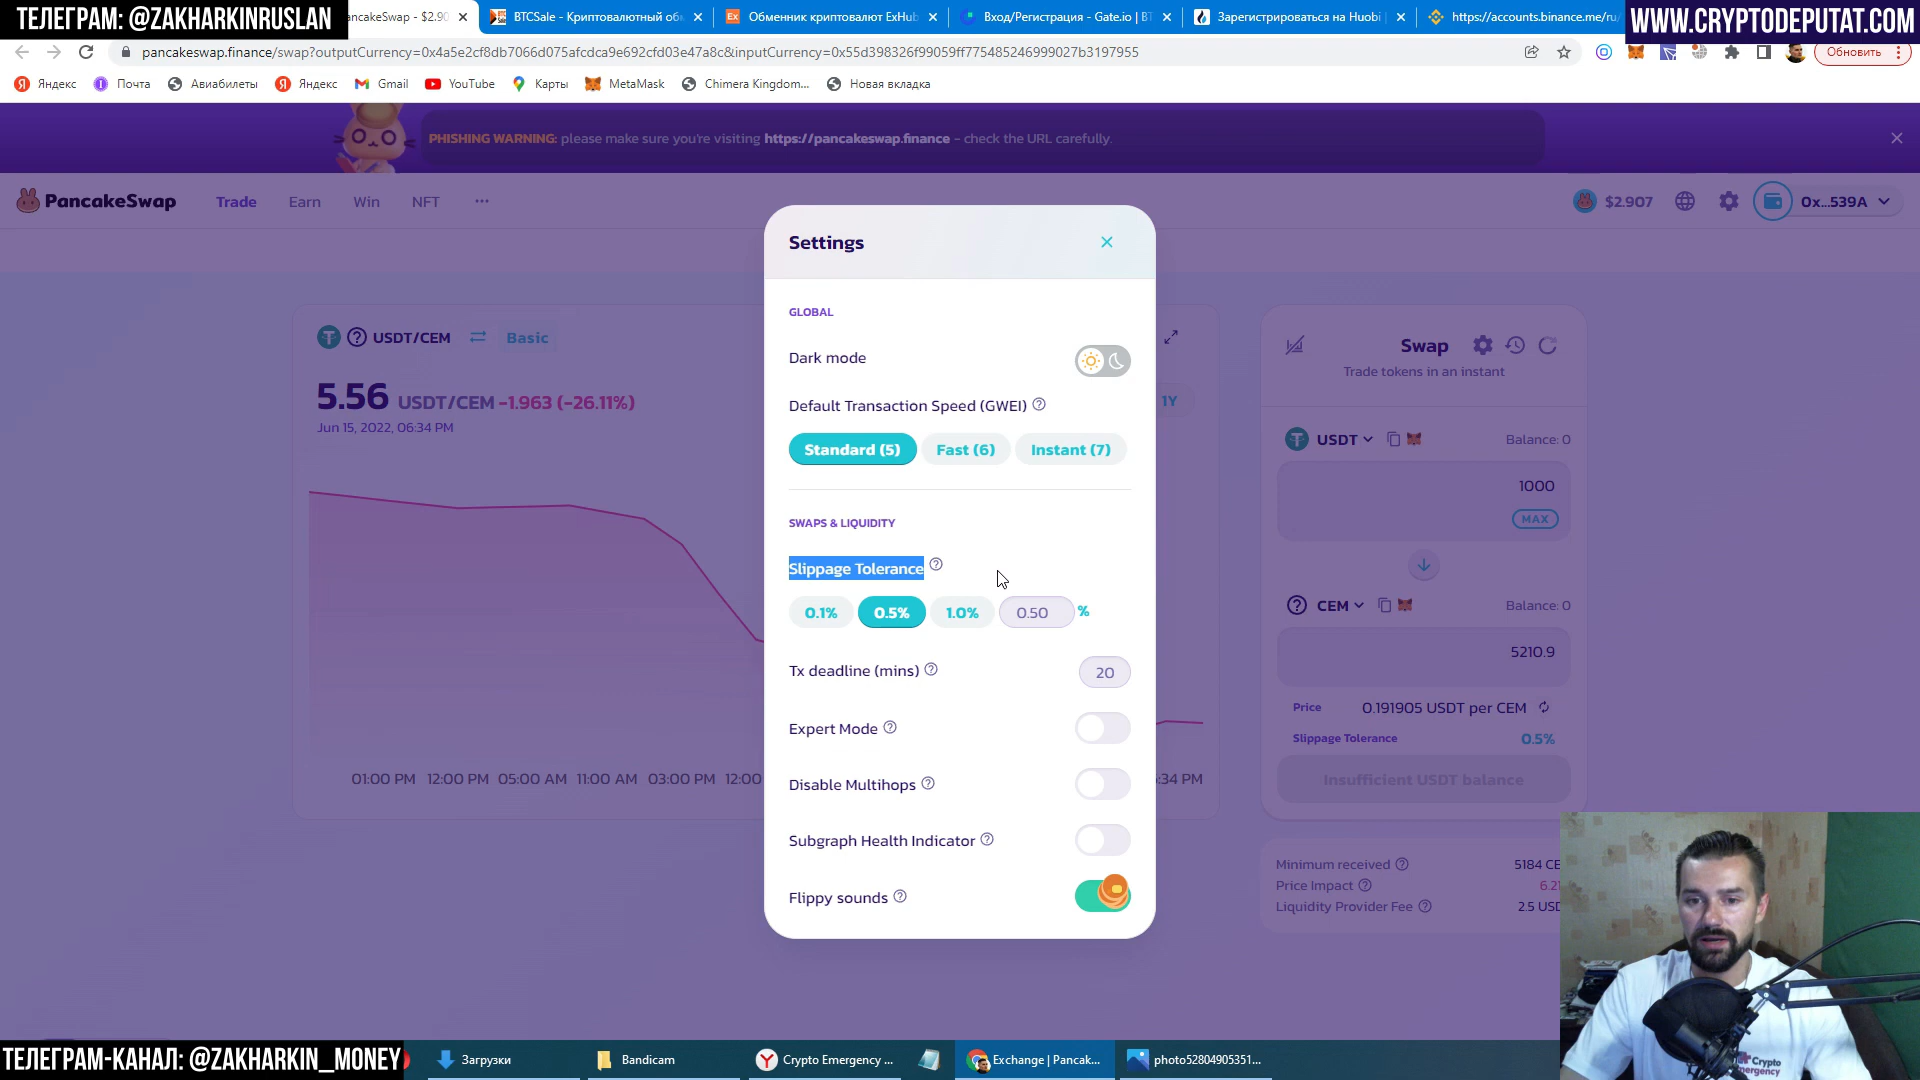 ТЕЛЕГРАМ: @ZAKHARKINRUSLAN
ancakeSwap - $2.90
BTCSale - Криптовалютный об
Обменник криптовалют ExHub
Вход/Регистрация - Gate.io | BT
Зарегистрироваться на Huobi
https://accounts.binance.me/ru/
WWW.CRYPTODEPUTAT.COM
pancakeswap.finance/swap?outputCurrency=0x4a5e2cf8db7066d075afcdca9e692cfd03e47a8c&inputCurrency=0x55d398326f99059ff775485246999027b3197955
Обновить
Яндекс
Почта
Авиабилеты
Яндекс
Gmail
YouTube
Карты
MetaMask
Chimera Kingdom...
Новая вкладка
PHISHING WARNING: please make sure you're visiting https://pancakeswap.finance - check the URL carefully.
PancakeSwap
Trade
Earn
Win
NFT
$2.907
0x...539A
Settings
GLOBAL
Dark mode
Default Transaction Speed (GWEI)
Standard (5)
Fast (6)
Instant (7)
SWAPS & LIQUIDITY
Slippage Tolerance
0.1%
0.5%
1.0%
0.50
%
Tx deadline (mins)
20
Expert Mode
Disable Multihops
Subgraph Health Indicator
Flippy sounds
USDT/CEM
Basic
5.56 USDT/CEM -1.963 (-26.11%)
Jun 15, 2022, 06:34 PM
1Y
01:00 PM 12:00 PM 05:00 AM 11:00 AM 03:00 PM 12:00
:34 PM
Swap
Trade tokens in an instant
USDT
Balance: 0
1000
MAX
CEM
Balance: 0
5210.9
Price
0.191905 USDT per CEM
Slippage Tolerance
0.5%
Insufficient USDT balance
Minimum received
5184 CE
Price Impact
6.21
Liquidity Provider Fee
2.5 USD
Crypto
mergency
ТЕЛЕГРАМ-КАНАЛ: @ZAKHARKIN_MONEY
Загрузки
Bandicam
Crypto Emergency ...
Exchange | Pancak...
photo52804905351...